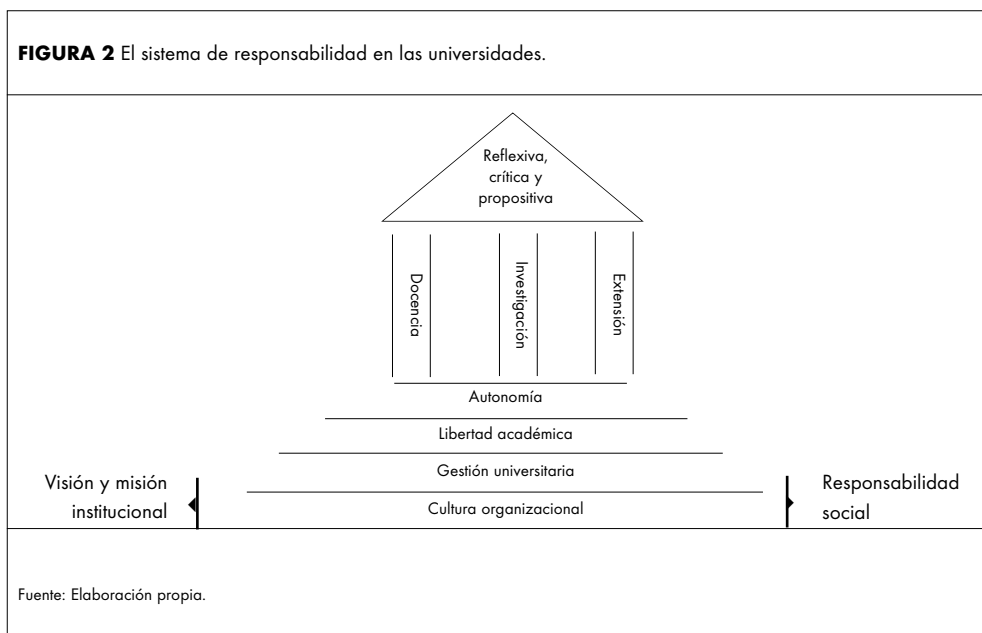 FIGURA 2 El sistema de responsabilidad en las universidades.
Reflexiva,
crítica y
propositiva
Docencia
Investigación
Extensión
Autonomía
Libertad académica
Gestión universitaria
Cultura organizacional
Visión y misión
institucional
Responsabilidad
social
Fuente: Elaboración propia.